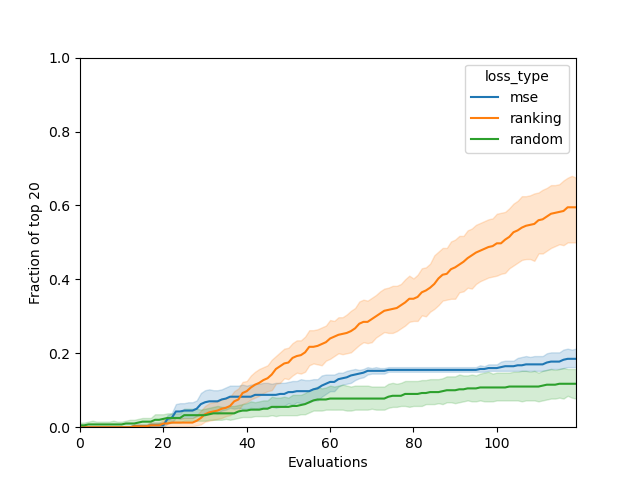 1.0
0.8
0.6
0.4
0.2
0.0
Fraction of top 20
loss_type
mse
ranking
random
0 20 40 60 80 100
Evaluations